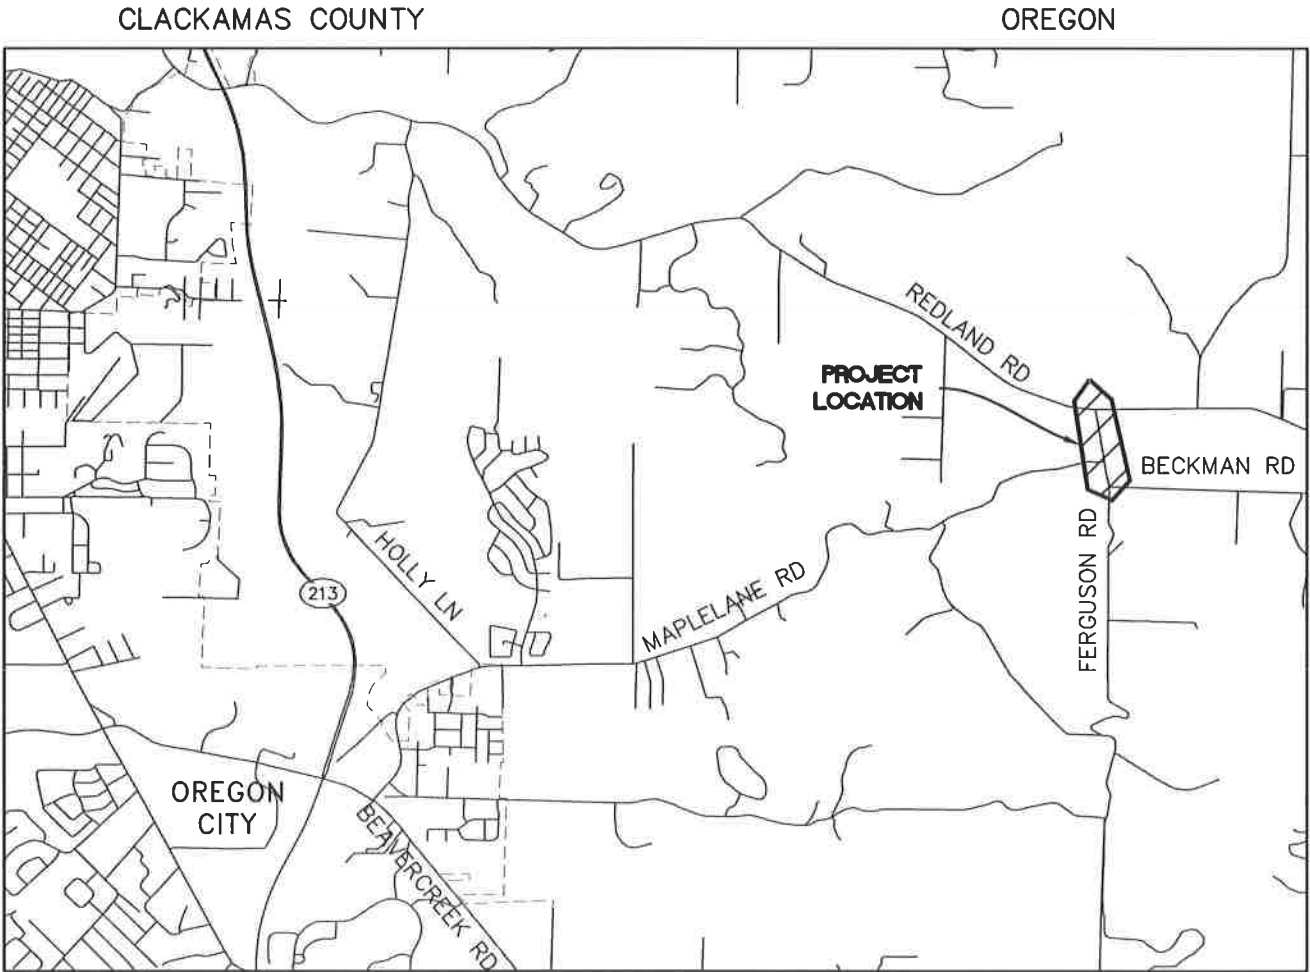 CLACKAMAS COUNTY
OREGON
REDLAND RD
PROJECT
LOCATION
BECKMAN RD
HOLLY LN
FERGUSON RD
213
MAPLELANE RD
OREGON
CITY
BEAVERCREEK RD